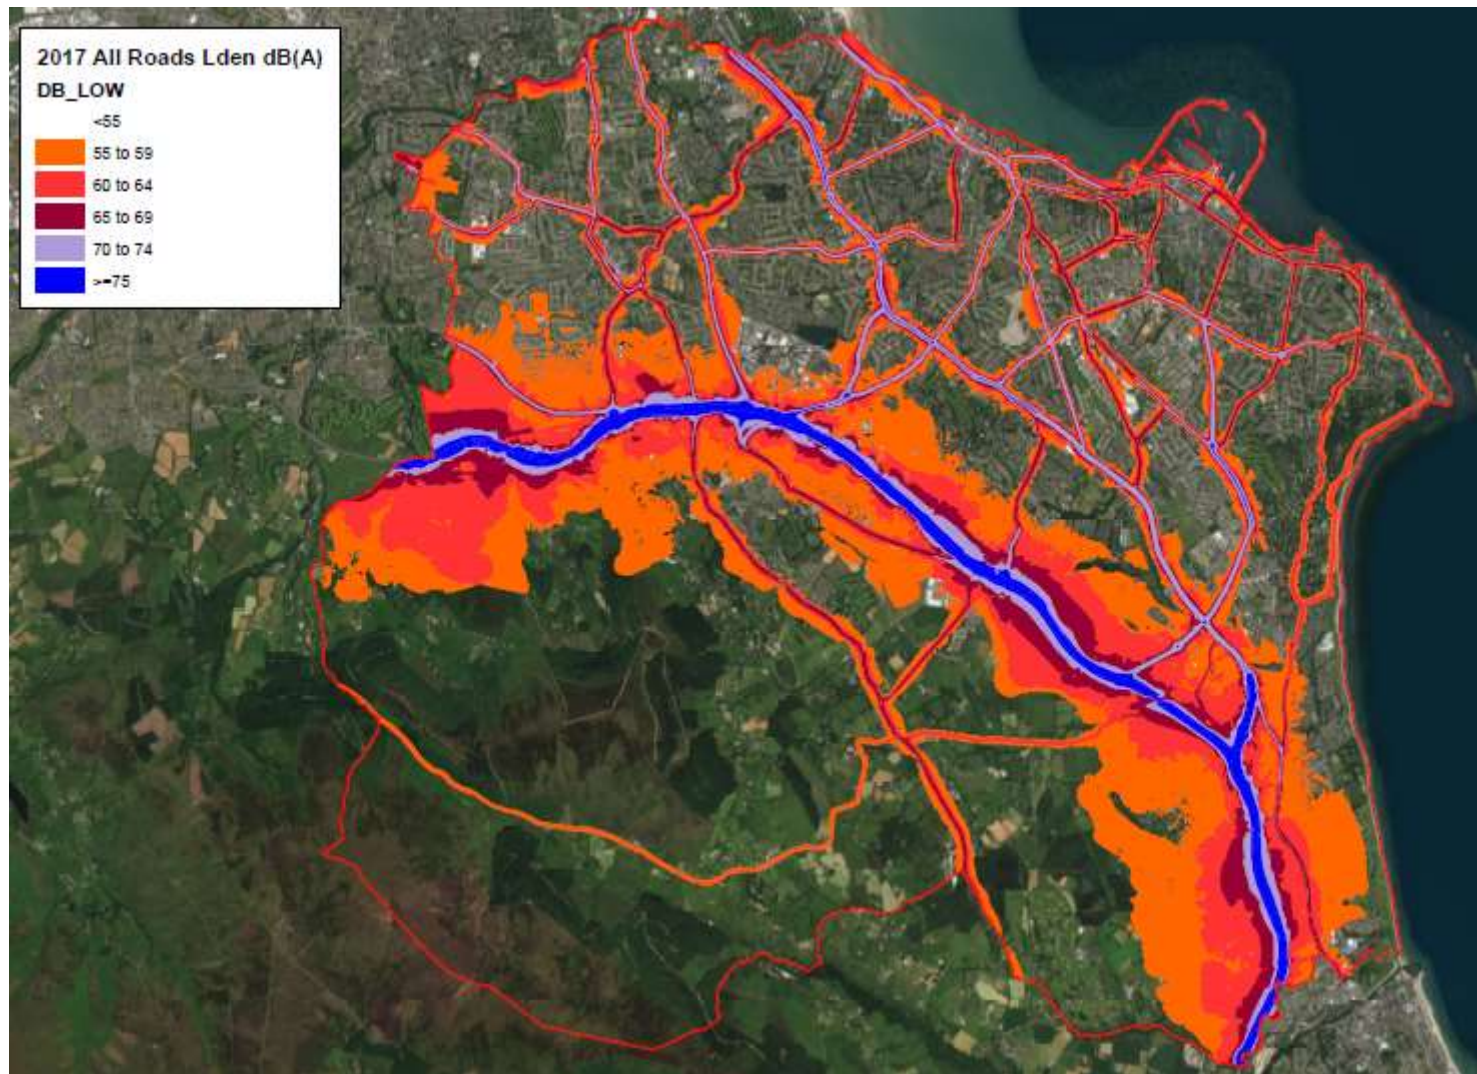 2017 All Roads Lden dB(A)
DB_LOW
<55
55 to 59
60 to 64
65 to 69
70 to 74
>=75